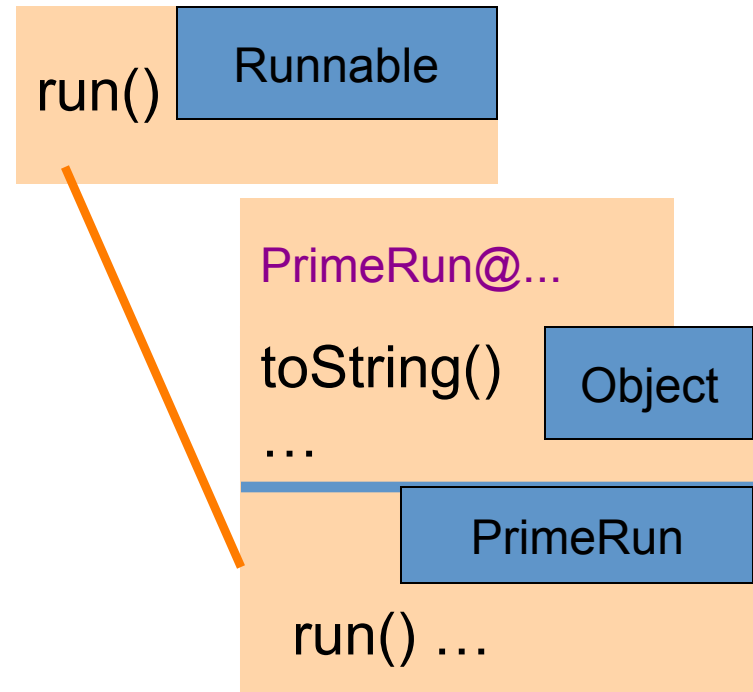 Runnable
run()
PrimeRun@...
toString()
Object
…
PrimeRun
run() …